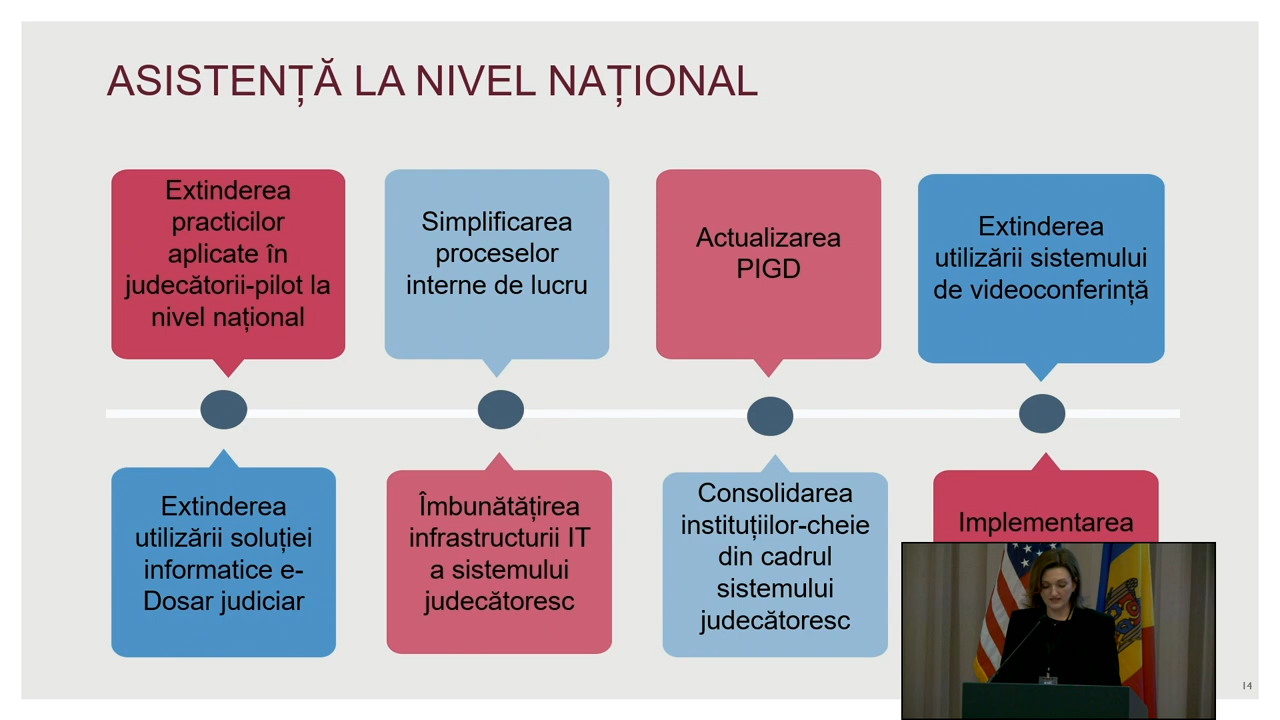 ASISTENȚĂ LA NIVEL NAȚIONAL
Extinderea
practicilor
aplicate în
judecătorii-pilot la
nivel național
Simplificarea
proceselor
interne de lucru
Actualizarea
PIGD
Extinderea
utilizării sistemului
de videoconferință
Extinderea
utilizării soluției
informatice e-
Dosar judiciar
Îmbunătățirea
infrastructurii IT
a sistemului
judecătoresc
Consolidarea
instituțiilor-cheie
din cadrul
sistemului
judecătoresc
Implementarea
14